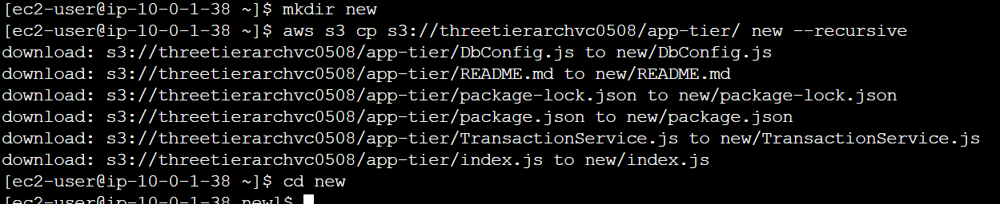 [ec2-user@ip-10-0-1-38 ~]$ mkdir new
[ec2-user@ip-10-0-1-38 ~]$ aws s3 cp s3://threetierarchvc0508/app-tier/ new --recursive
download: s3://threetierarchvc0508/app-tier/DbConfig.js to new/DbConfig.js
download: s3://threetierarchvc0508/app-tier/README.md to new/README.md
download: s3://threetierarchvc0508/app-tier/package-lock.json to new/package-lock.json
download: s3://threetierarchvc0508/app-tier/package.json to new/package.json
download: s3://threetierarchvc0508/app-tier/TransactionService.js to new/TransactionService.js
download: s3://threetierarchvc0508/app-tier/index.js to new/index.js
[ec2-user@ip-10-0-1-38 ~]$ cd new
[ec2-user@ip-10-0-1-38 new]$